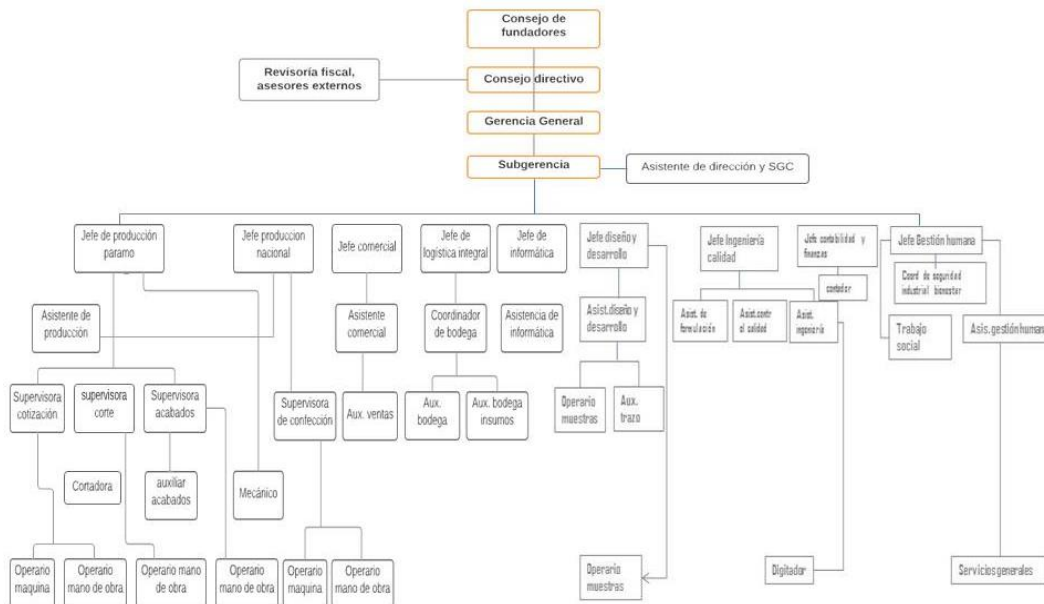 Consejo de
fundadores
Revisoría fiscal,
asesores externos
Consejo directivo
Gerencia General
Subgerencia
Asistente de dirección y SGC
Jefe de producción
paramo
Jefe produccion
nacional
Jefe comercial
Jefe de
logística integral
Jefe de
informática
Jefe diseño y
desarrollo
Jefe Ingeniería
calidad
Jefe contabilidad y
finanzas
Jefe Gestión humana
contador
Coord de seguridad
industrial bienestar
Asistente de
producción
Asistente
comercial
Coordinador
de bodega
Asistencia de
informática
Asist.diseño y
desarrollo
Asist. de
formulación
Asist.contr
ol calidad
Asist.
ingeniería
Trabajo
social
Asis.gestión humana
Supervisora
cotización
supervisora
corte
Supervisora
acabados
Supervisora
de confección
Aux. ventas
Aux.
bodega
Aux. bodega
insumos
Operario
muestras
Aux.
trazo
Cortadora
auxiliar
acabados
Mecánico
Operario
maquina
Operario
mano de obra
Operario mano
de obra
Operario
mano de obra
Operario
maquina
Operario
mano de obra
Operario
muestras
Digitador
Servicios generales